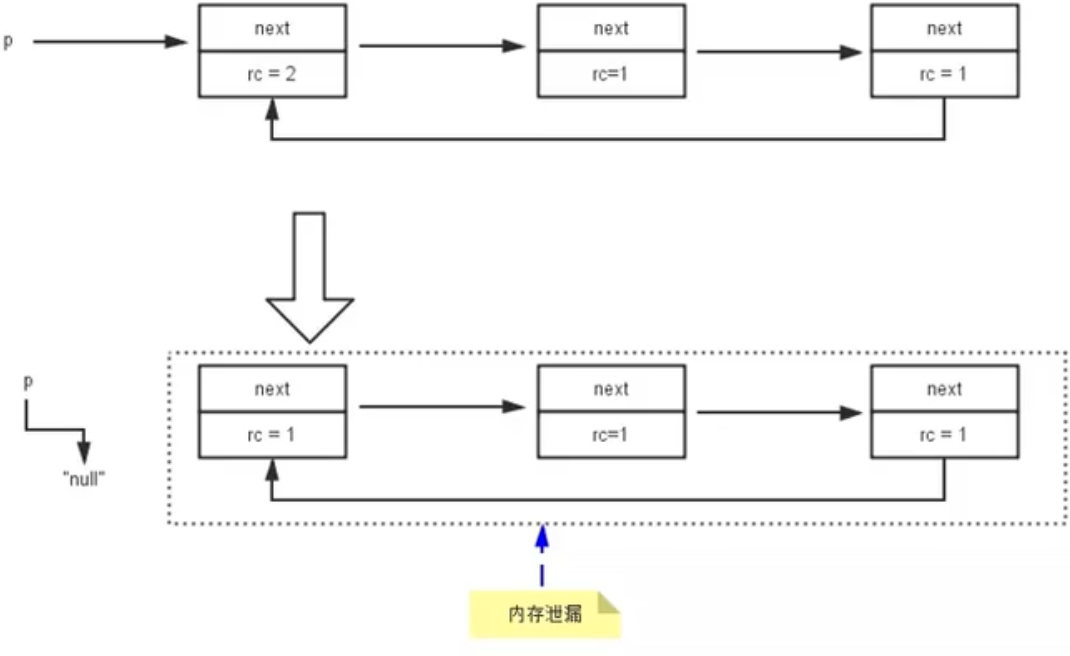 next
next
next
p
rc = 2
rc=1
rc = 1
p
next
next
next
rc = 1
rc=1
rc = 1
"null"
内存泄漏